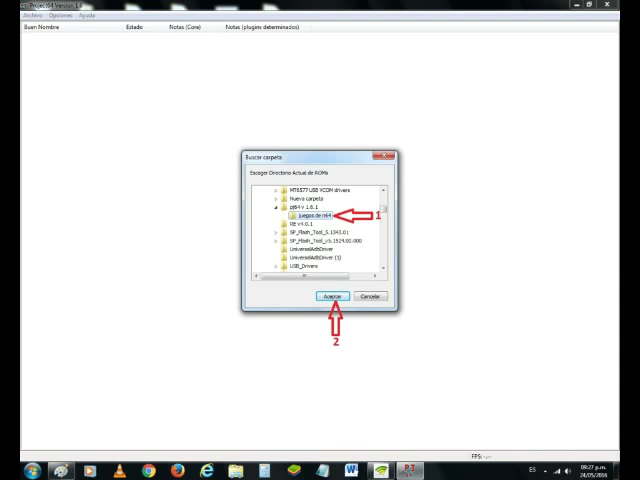 Project64 Version 1.6
Archivo Opciones Ayuda
Buen Nombre Estado Notas (Core) Notas (plugins determinados)
Buscar carpeta
Escoger Directorio Actual de ROMs
MT6577 USB VCOM drivers
Nueva carpeta
pj64 v 1.6.1
juegos de n64
1
RE v4.0.1
SP_Flash_Tool_5.1343.01
SP_Flash_Tool_v5.1524.00.000
UniversalAdbDriver
UniversalAdbDriver (1)
USB_Drivers
Aceptar Cancelar
2
FPS: -.--
ES
09:27 p.m.
24/05/2016